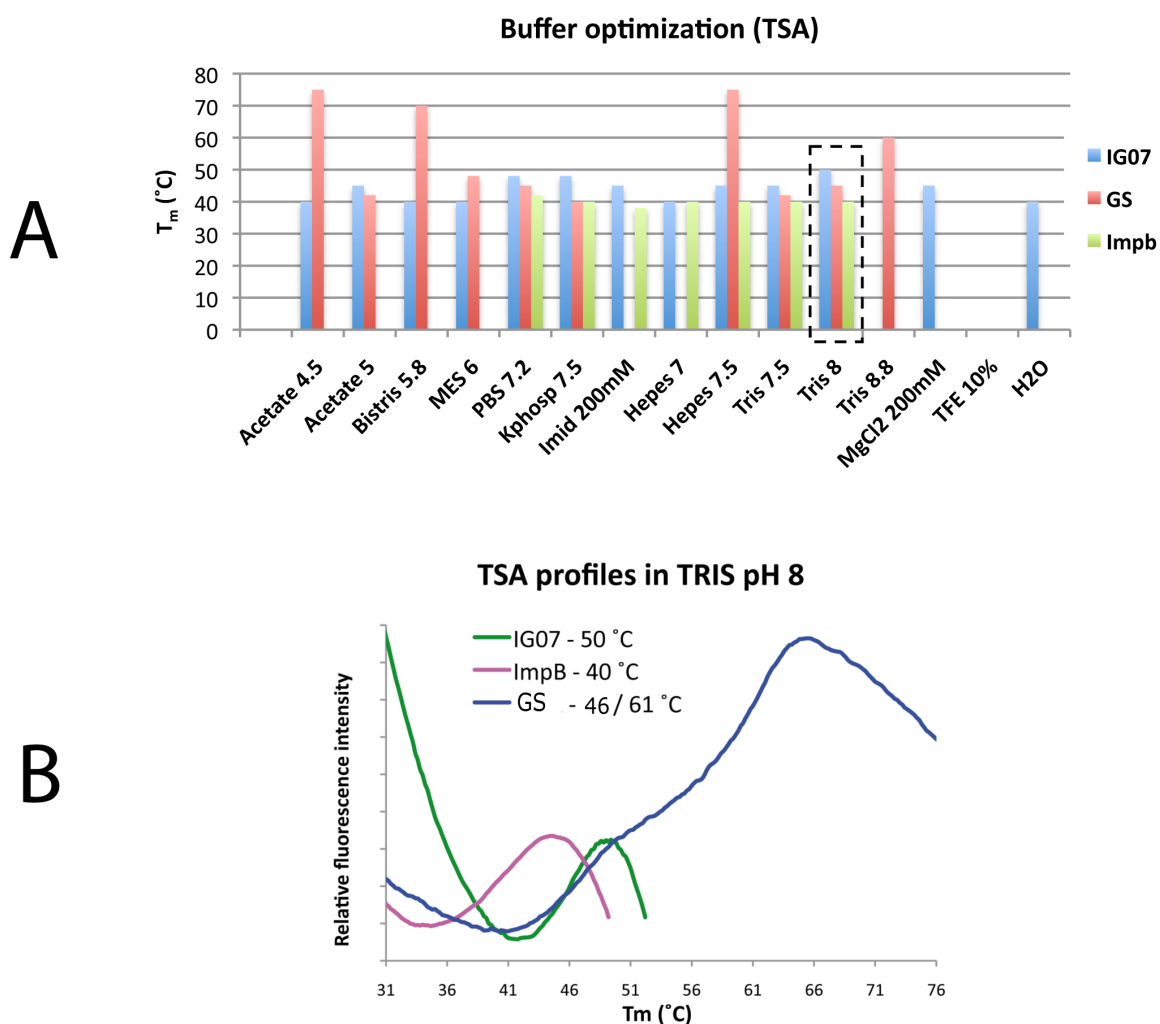 Buffer optimization (TSA)
A
Tm (˚C)
80
70
60
50
40
30
20
10
0
IG07
GS
Impb
Acetate 4.5
Acetate 5
Bistris 5.8
MES 6
PBS 7.2
Kphosp 7.5
Imid 200mM
Hepes 7
Hepes 7.5
Tris 7.5
Tris 8
Tris 8.8
MgCl2 200mM
TFE 10%
H2O
TSA profiles in TRIS pH 8
B
Relative fluorescence intensity
IG07 - 50 ˚C
ImpB - 40 ˚C
GS - 46/ 61 ˚C
31 36 41 46 51 56 61 66 71 76
Tm (˚C)